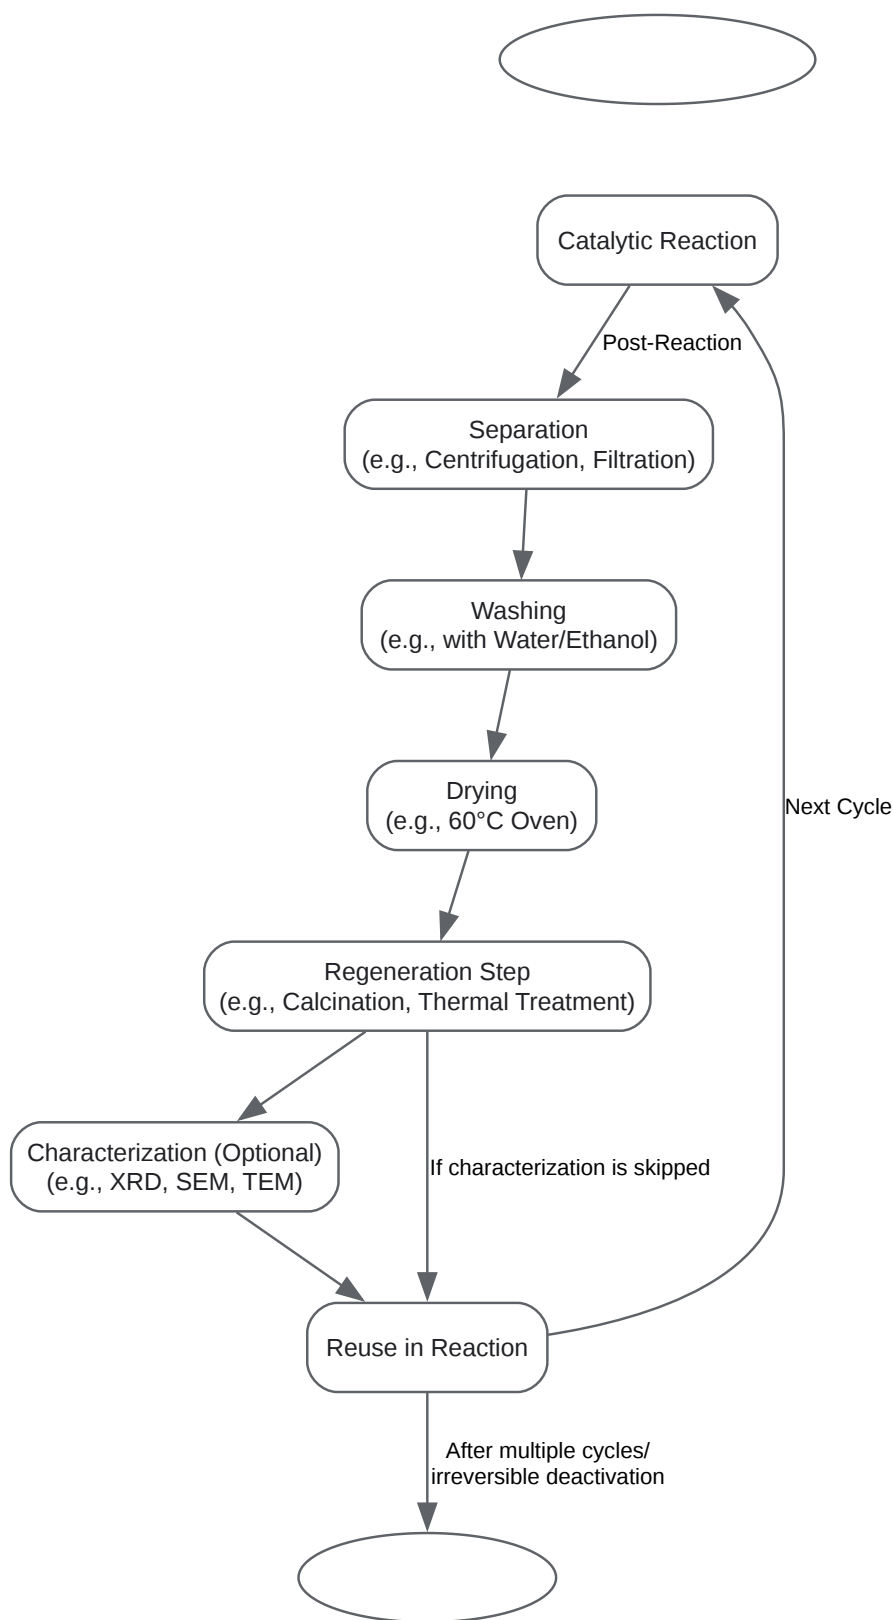 Catalytic Reaction
Post-Reaction
Separation
(e.g., Centrifugation, Filtration)
Washing
(e.g., with Water/Ethanol)
Drying
(e.g., 60°C Oven)
Next Cycle
Regeneration Step
(e.g., Calcination, Thermal Treatment)
Characterization (Optional)
(e.g., XRD, SEM, TEM)
If characterization is skipped
Reuse in Reaction
After multiple cycles/
irreversible deactivation